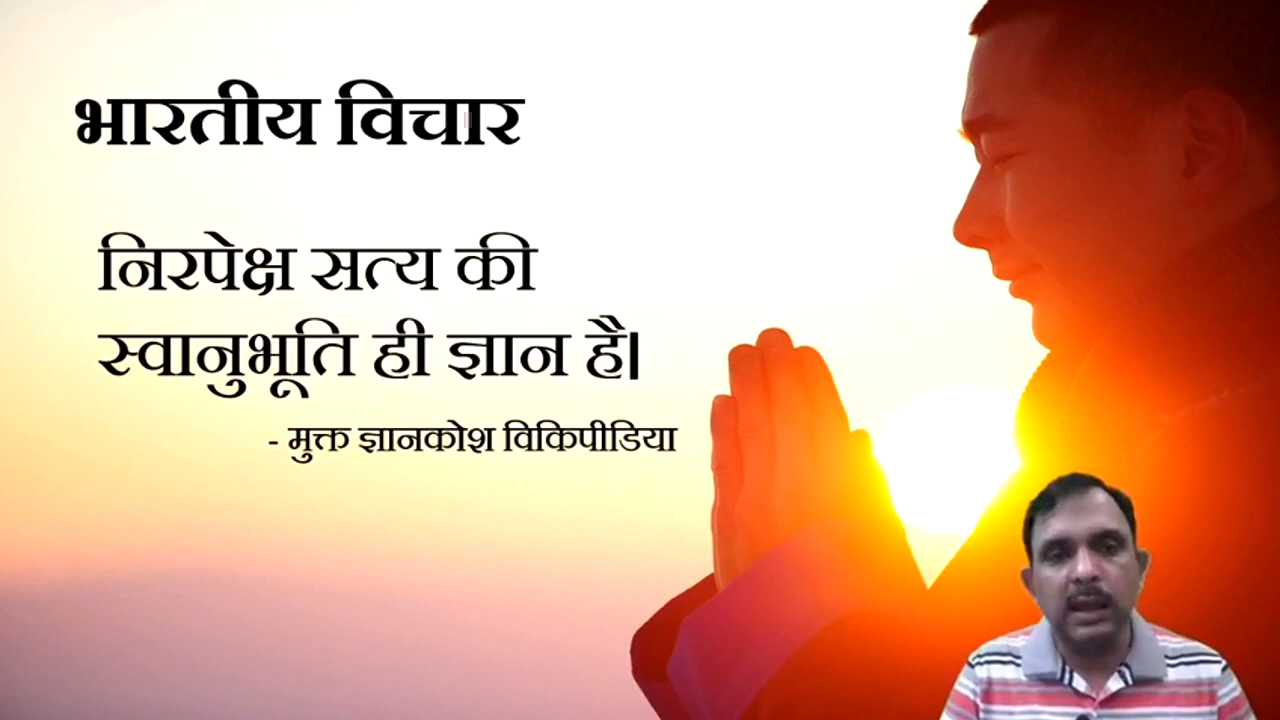 भारतीय विचार
निरपेक्ष सत्य की
स्वानुभूति ही ज्ञान है।
- मुक्त ज्ञानकोश विकिपीडिया